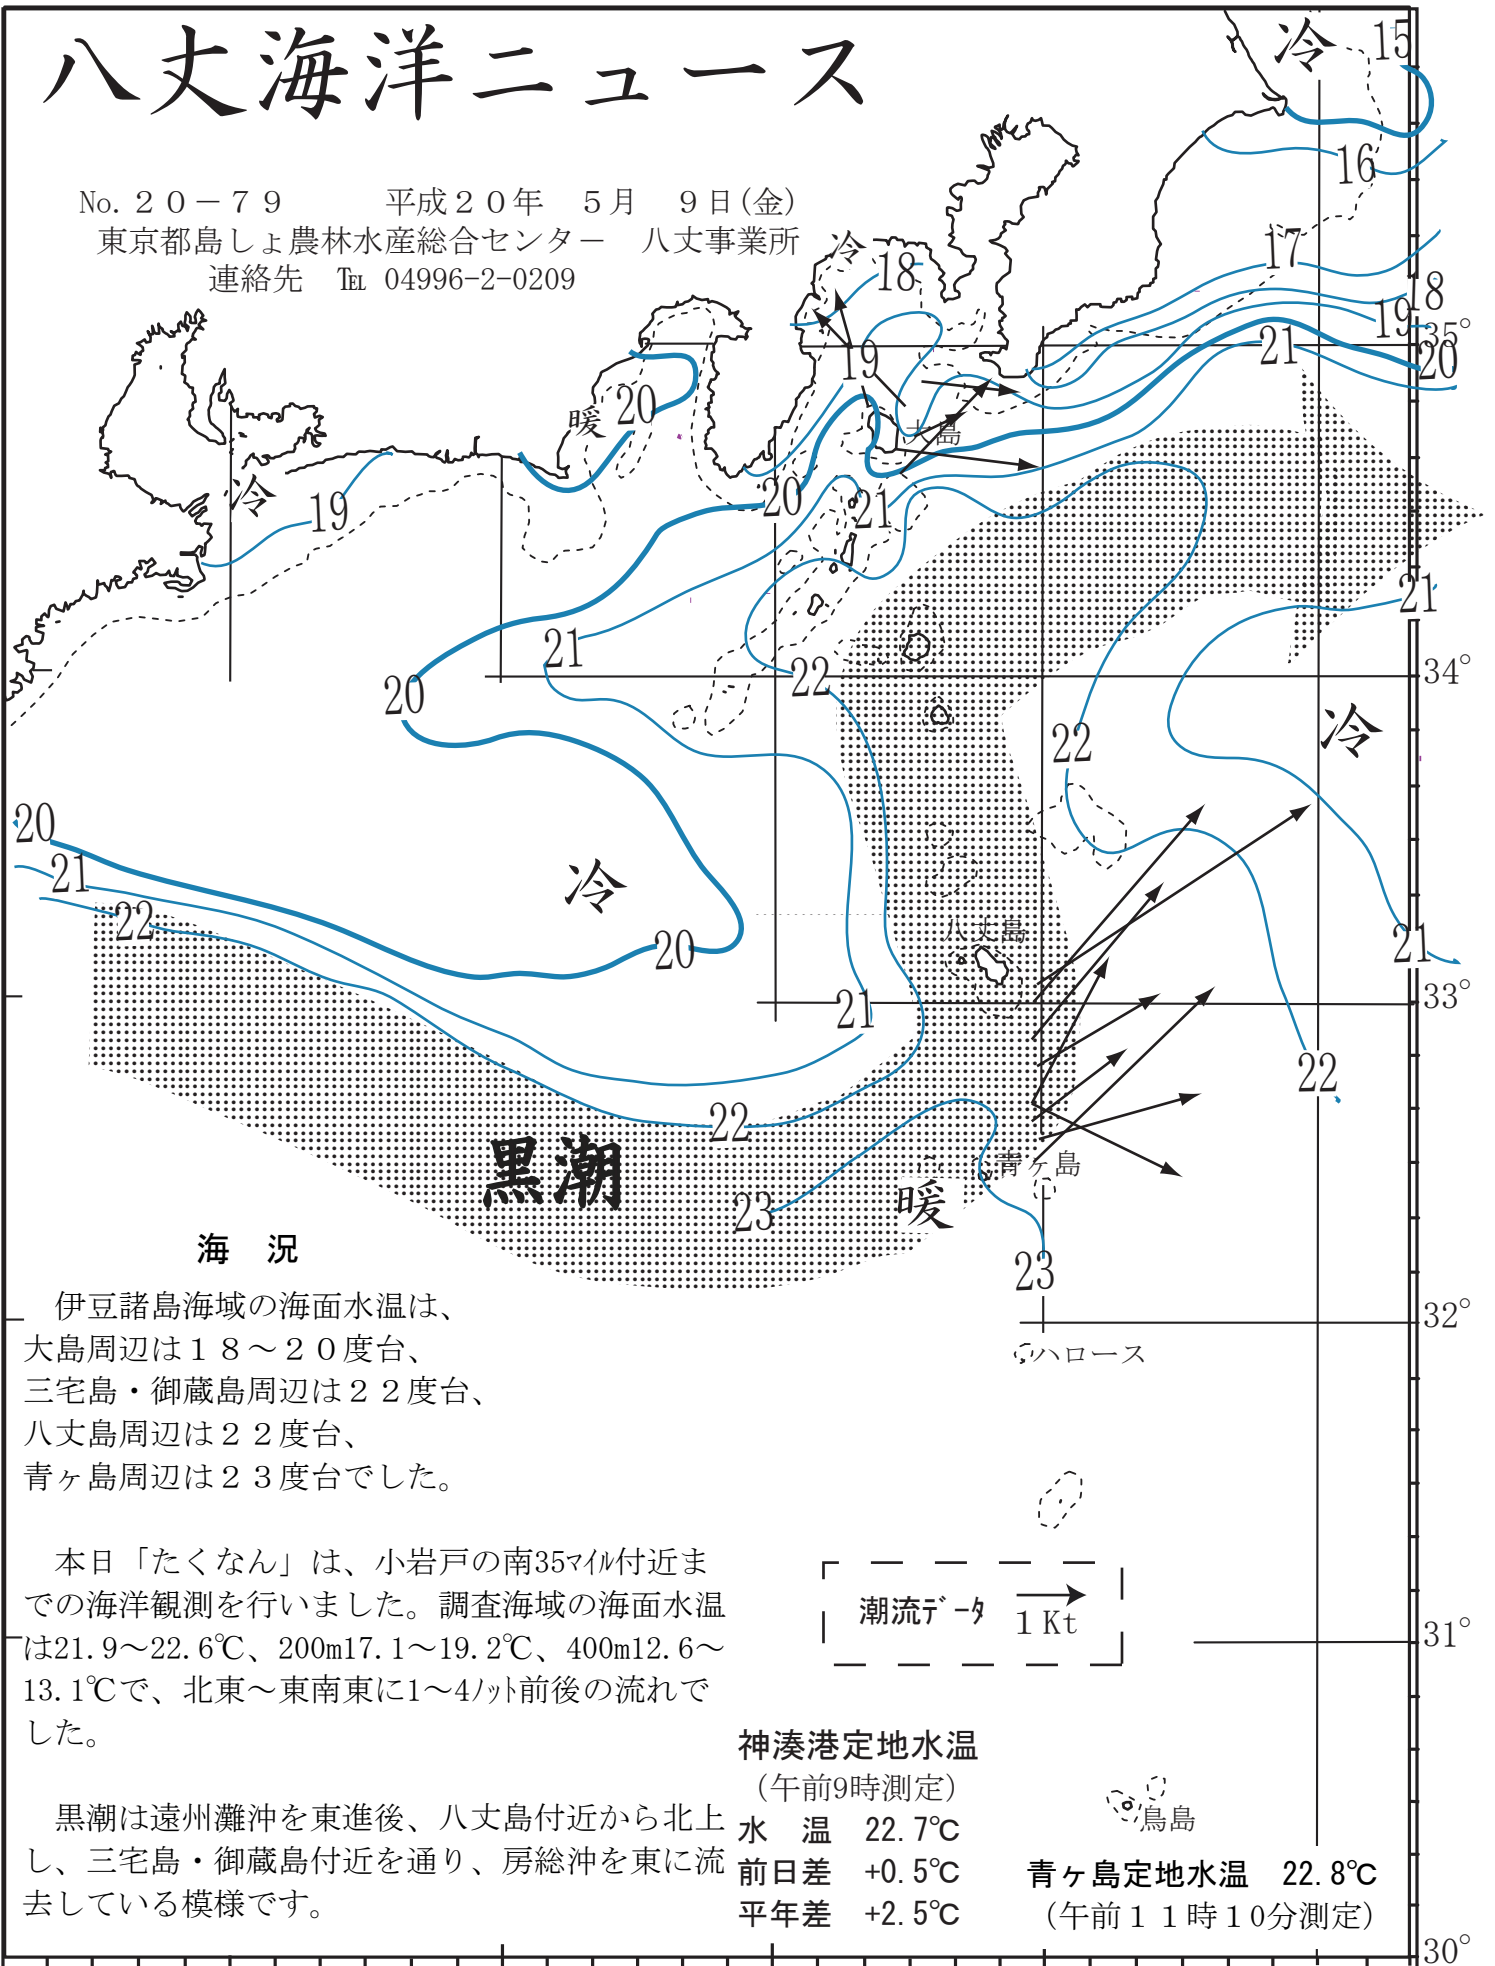 八丈海洋ニュース
No.２０－７９　　　平成２０年　５月　９日(金)
東京都島しょ農林水産総合センター　八丈事業所
連絡先　℡ 04996-2-0209
冷
15
16
17
18
19
35°
20
21
冷
18
19
大島
20
暖
冷
19
20
21
21
34°
20
21
22
22
冷
20
21
22
冷
20
八丈島
21
21
33°
22
22
黒潮
23
暖
青ヶ島
23
32°
ハロース
海　況
伊豆諸島海域の海面水温は、
大島周辺は１８～２０度台、
三宅島・御蔵島周辺は２２度台、
八丈島周辺は２２度台、
青ヶ島周辺は２３度台でした。
本日「たくなん」は、小岩戸の南35ﾏｲﾙ付近ま
での海洋観測を行いました。調査海域の海面水温
は21.9～22.6℃、200m17.1～19.2℃、400m12.6～
13.1℃で、北東～東南東に1～4ﾉｯﾄ前後の流れで
した。
黒潮は遠州灘沖を東進後、八丈島付近から北上
し、三宅島・御蔵島付近を通り、房総沖を東に流
去している模様です。
潮流ﾃﾞｰﾀ
１Kt
31°
神湊港定地水温
（午前9時測定）
水　温　22.7℃
前日差　+0.5℃
平年差　+2.5℃
鳥島
青ヶ島定地水温　22.8℃
（午前１１時１０分測定）
30°